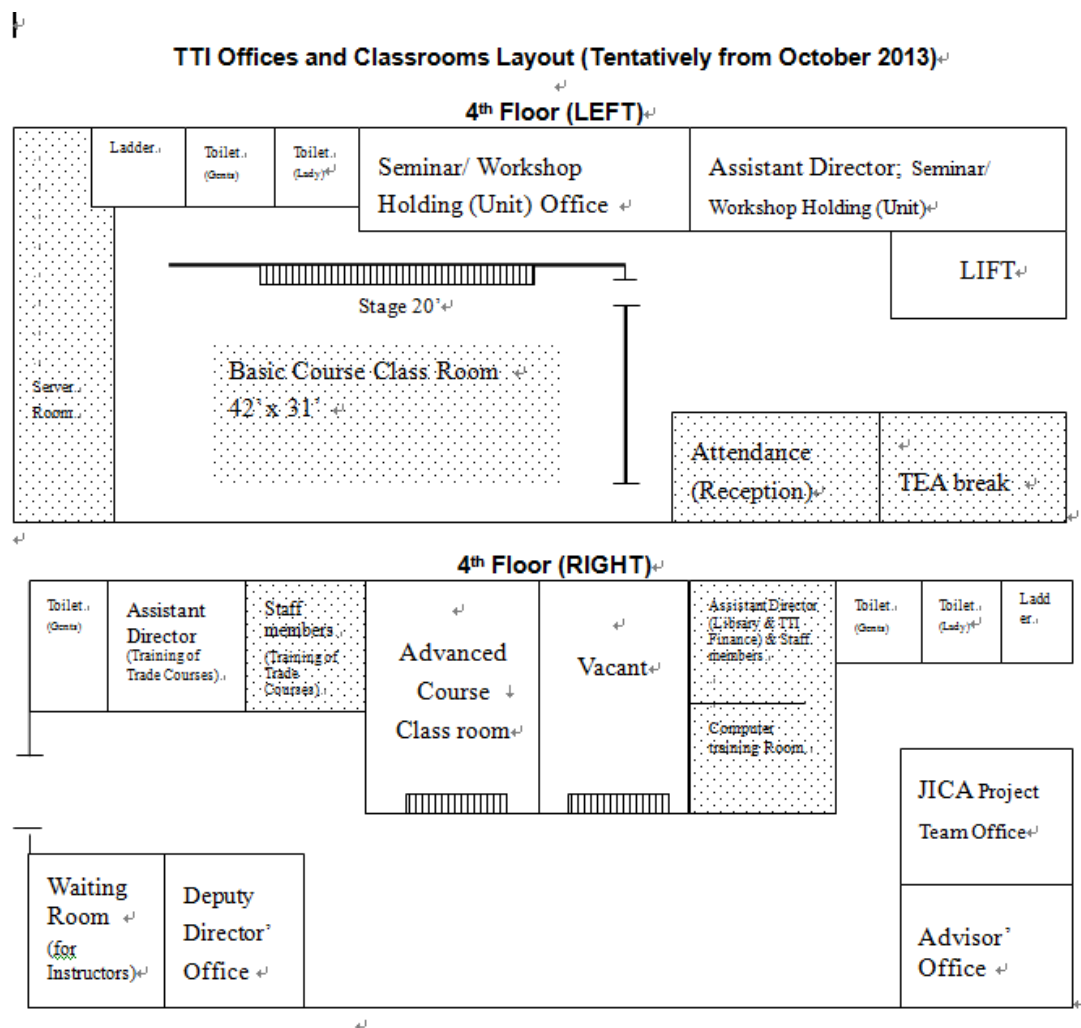 TTI Offices and Classrooms Layout (Tentatively from October 2013)
4th Floor (LEFT)
Ladder
Toilet
(Gents)
Toilet
(Lady)
Seminar/ Workshop
Holding (Unit) Office
Assistant Director; Seminar/
Workshop Holding (Unit)
LIFT
Stage 20’
Basic Course Class Room
42’ x 31’
Server
Room
Attendance
(Reception)
TEA break
4th Floor (RIGHT)
Toilet
(Gents)
Assistant
Director
(Training of
Trade Courses)
Staff
members
(Training of
Trade
Courses)
Advanced
Course
Class room
Vacant
Assistant Director
(Library & TTI
Finance) & Staff
members
Computer
training Room
Toilet
(Gents)
Toilet
(Lady)
Ladd
er
JICA Project
Team Office
Waiting
Room
(for
Instructors)
Deputy
Director’
Office
Advisor’
Office